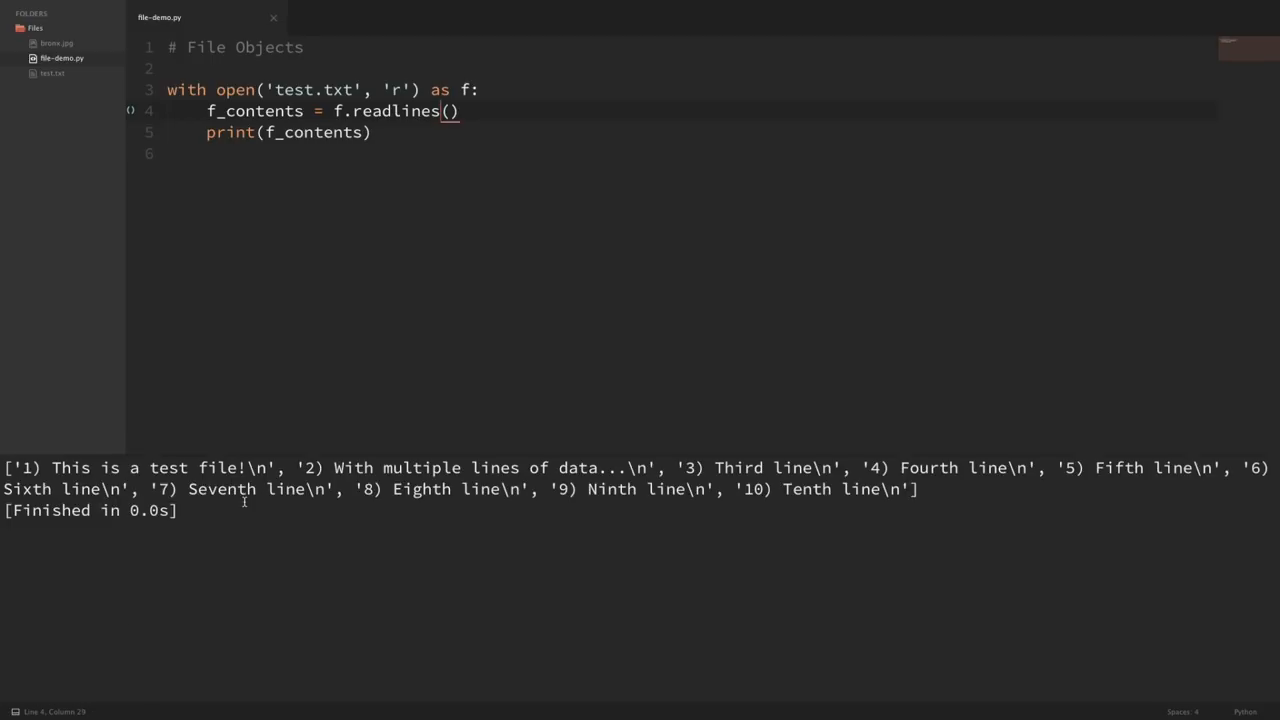 FOLDERS
Files
bronx.jpg
file-demo.py
test.txt
file-demo.py
1 # File Objects
2
3 with open('test.txt', 'r') as f:
4 f_contents = f.readlines()
5 print(f_contents)
6
['1) This is a test file!\n', '2) With multiple lines of data...\n', '3) Third line\n', '4) Fourth line\n', '5) Fifth line\n', '6)
Sixth line\n', '7) Seventh line\n', '8) Eighth line\n', '9) Ninth line\n', '10) Tenth line\n']
[Finished in 0.0s]
Line 4, Column 29
Spaces: 4
Python